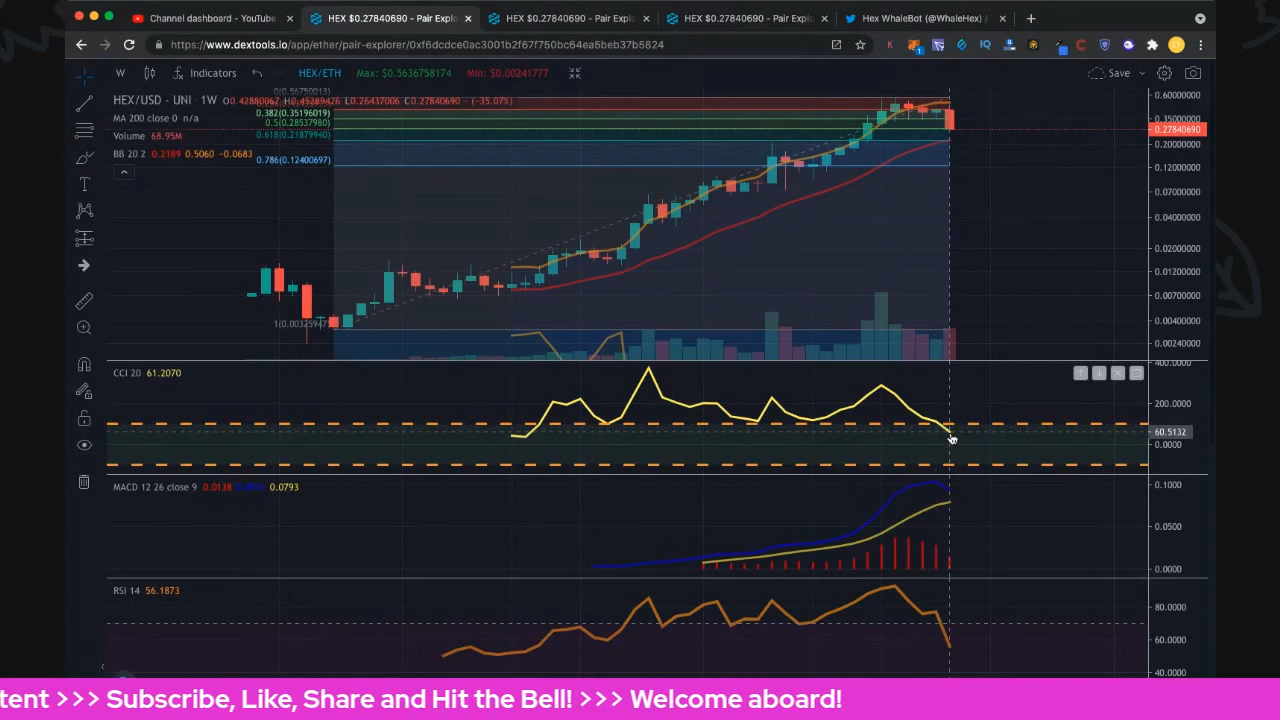 Channel dashboard - YouTube
HEX $0.27840690 - Pair Explo
HEX $0.27840690 - Pair Explo
HEX $0.27840690 - Pair Explo
Hex WhaleBot (@WhaleHex) /
https://www.dextools.io/app/ether/pair-explorer/0xf6dcdce0ac3001b2f67f750bc64ea5beb37b5824
W
Indicators
HEX/ETH
Max: $0.5636758174
Min: $0.00241777
Save
0(0.56750013)
HEX/USD - UNI · 1W O0.42880067 H0.45289426 L0.26437006 C0.27840690 −(−35.07%)
0.382(0.35196019)
MA 200 close 0 n/a
0.5(0.28537980)
Volume 68.95M
0.618(0.21879940)
BB 20 2 0.2189 0.5060 −0.0683
0.786(0.12400697)
1(0.00325947)
0.60000000
0.35000000
0.27840690
0.20000000
0.12000000
0.07000000
0.04000000
0.02000000
0.01200000
0.00700000
0.00400000
0.00240000
CCI 20 61.2070
400.0000
200.0000
60.5132
0.0000
MACD 12 26 close 9 0.0138 0.0793
0.1000
0.0500
0.0000
RSI 14 56.1873
80.0000
60.0000
40.0000
tent >>> Subscribe, Like, Share and Hit the Bell! >>> Welcome aboard!